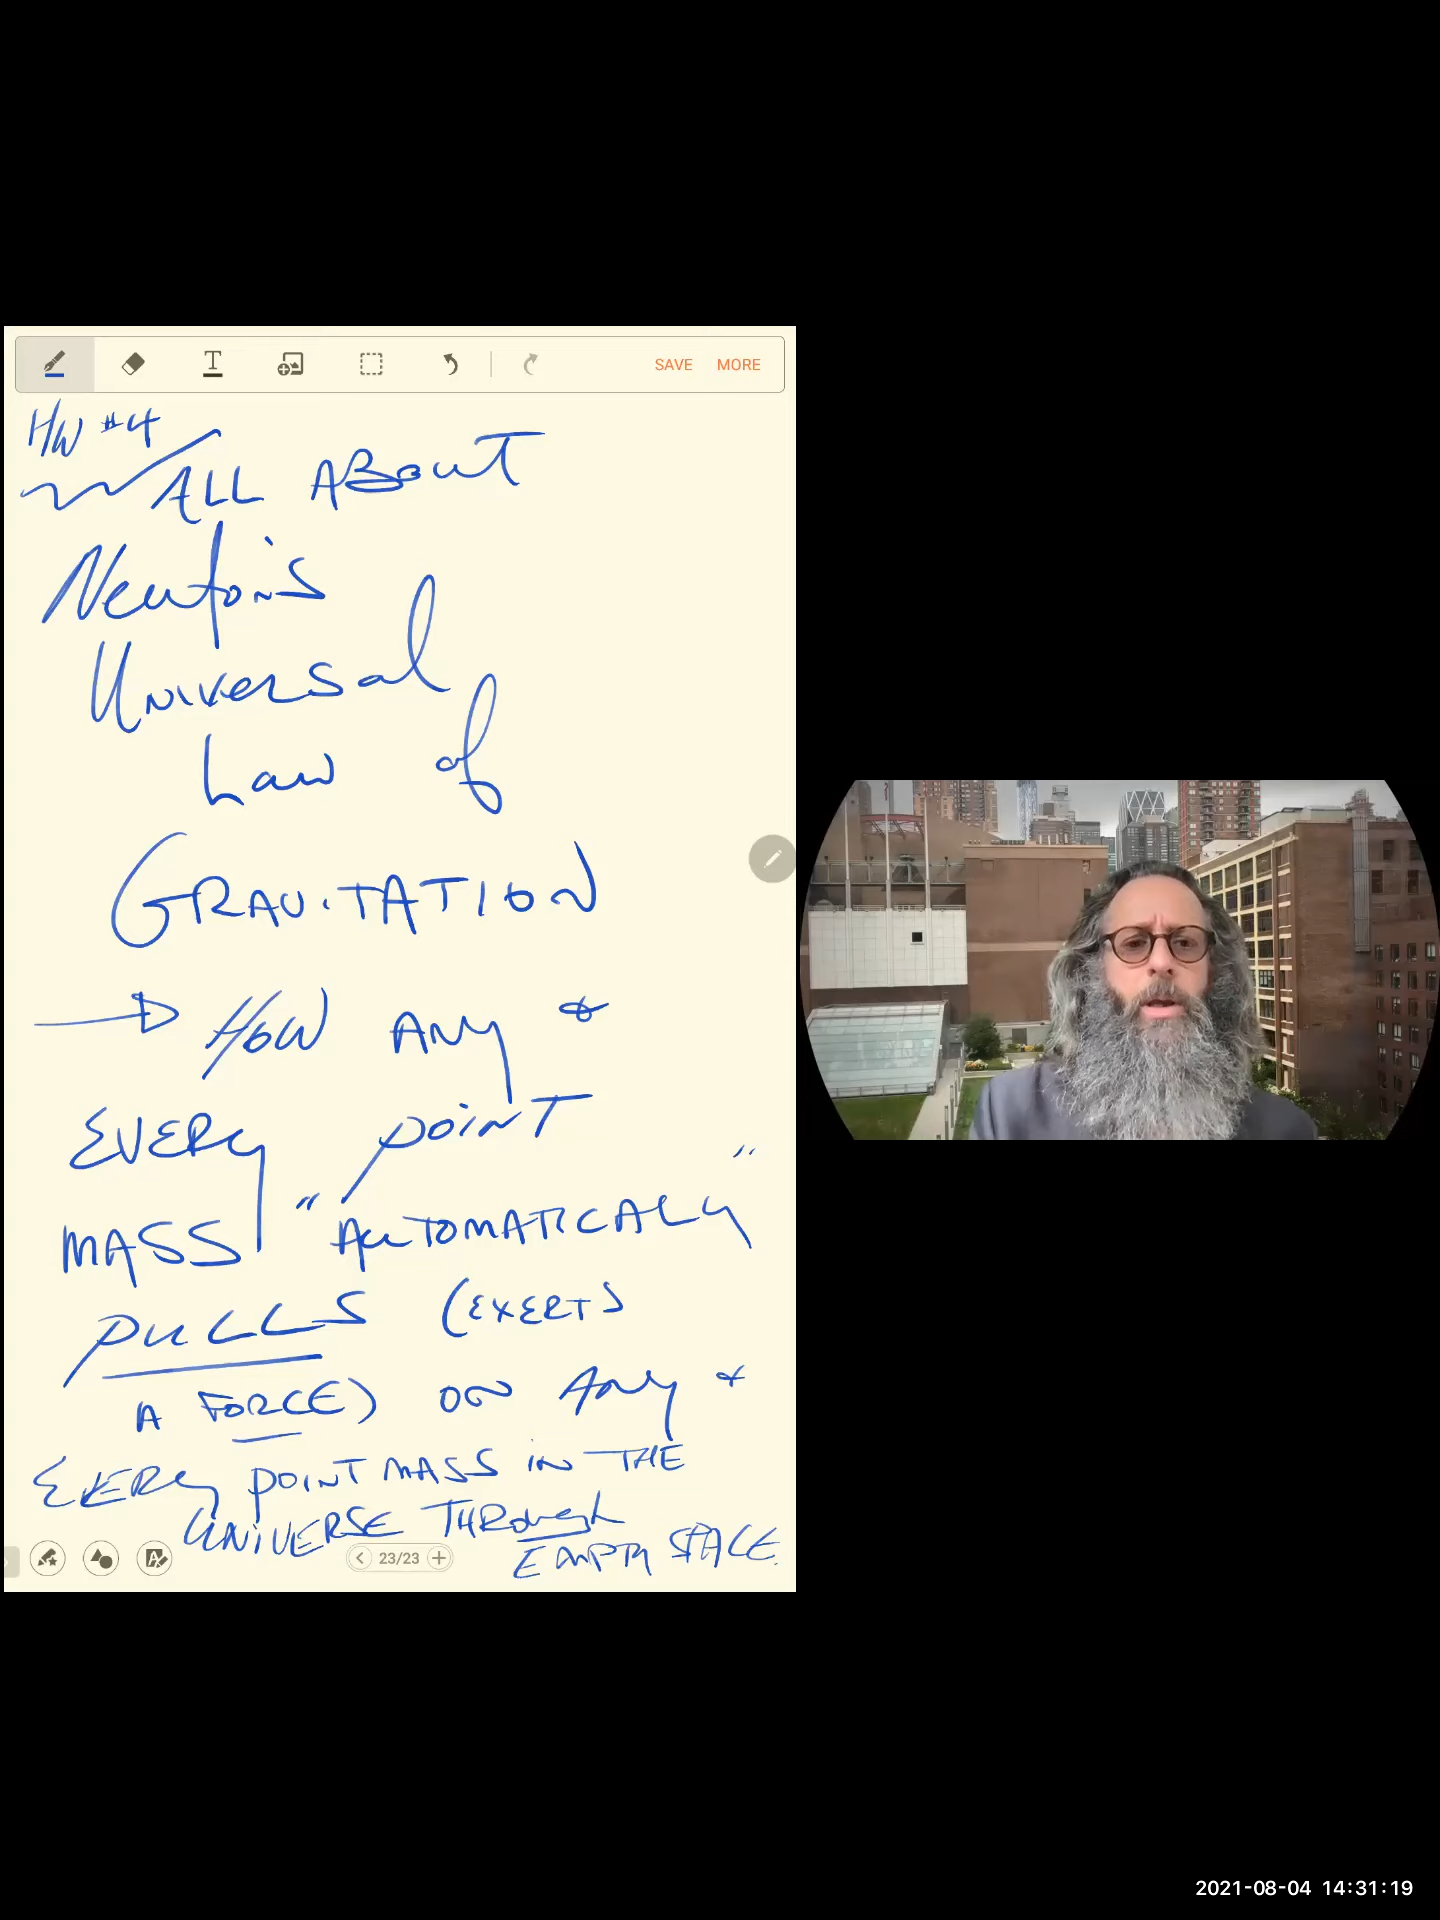 SAVE MORE
HW #4
ALL ABOUT
Newton's
Universal
Law of
GRAVITATION
HOW ANY &
EVERY POINT
MASS "AUTOMATICALY"
PULLS (EXERTS
A FORCE) ON ANY &
EVERY POINT MASS IN THE
UNIVERSE THROUGH
EMPTY SPACE.
23/23
2021-08-04 14:31:19